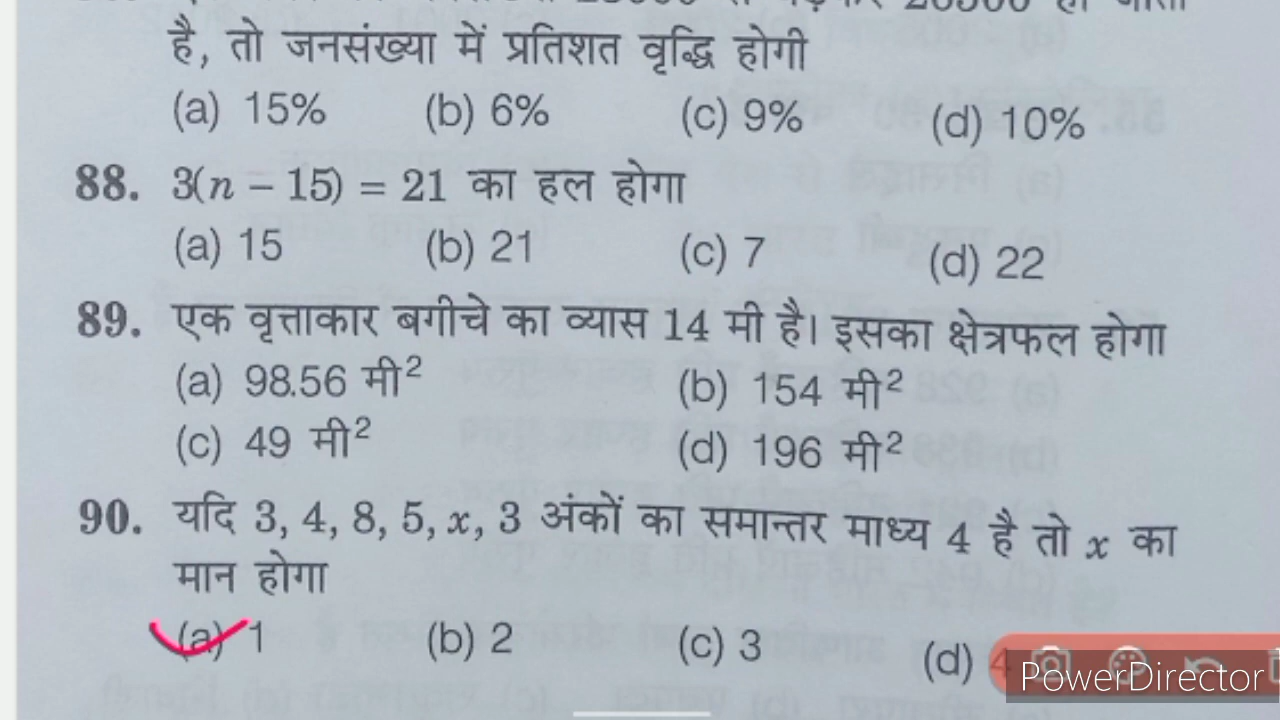 है, तो जनसंख्या में प्रतिशत वृद्धि होगी
(a) 15% (b) 6% (c) 9% (d) 10%
88. 3(n − 15) = 21 का हल होगा
(a) 15 (b) 21 (c) 7 (d) 22
89. एक वृत्ताकार बगीचे का व्यास 14 मी है। इसका क्षेत्रफल होगा
(a) 98.56 मी² (b) 154 मी²
(c) 49 मी² (d) 196 मी²
90. यदि 3, 4, 8, 5, x, 3 अंकों का समान्तर माध्य 4 है तो x का
मान होगा
(a) 1 (b) 2 (c) 3 (d) 4
PowerDirector